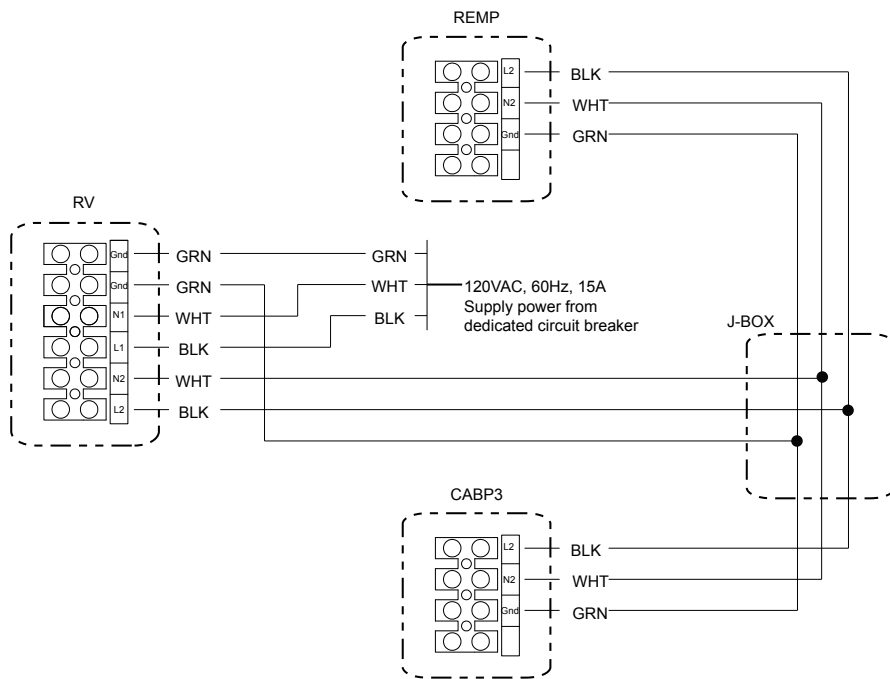 REMP
L2 BLK
N2 WHT
Gnd GRN
RV
Gnd GRN GRN
Gnd GRN WHT
N1 WHT BLK
L1 BLK
N2 WHT
L2 BLK
120VAC, 60Hz, 15A
Supply power from
dedicated circuit breaker
J-BOX
CABP3
L2 BLK
N2 WHT
Gnd GRN